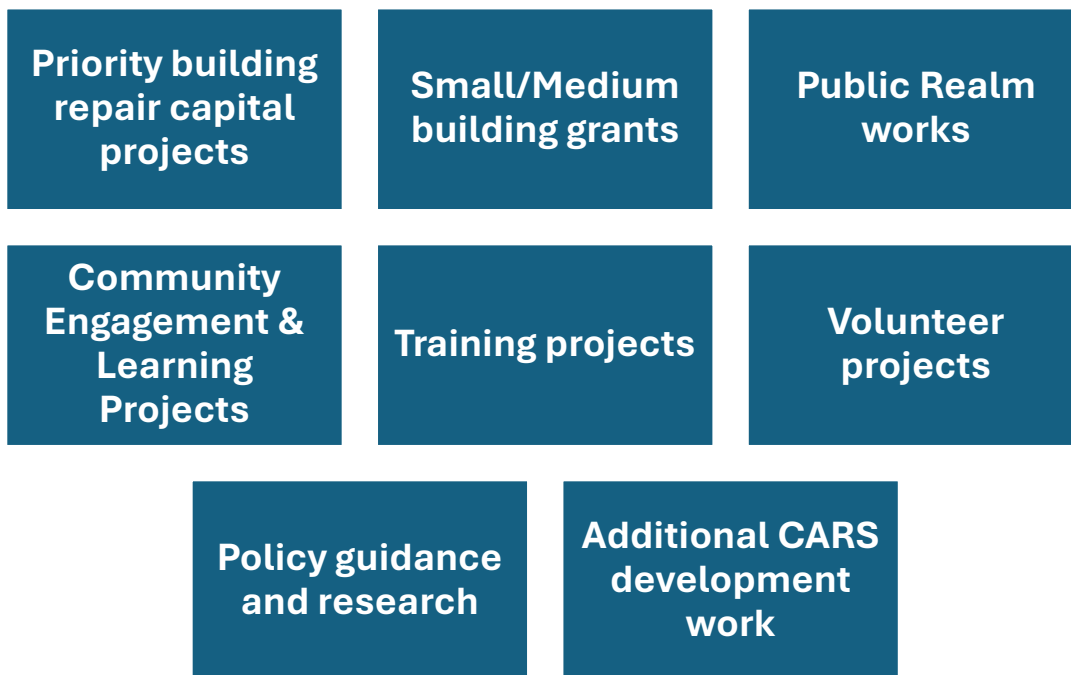 Priority building
repair capital
projects
Small/Medium
building grants
Public Realm
works
Community
Engagement &
Learning
Projects
Training projects
Volunteer
projects
Policy guidance
and research
Additional CARS
development
work